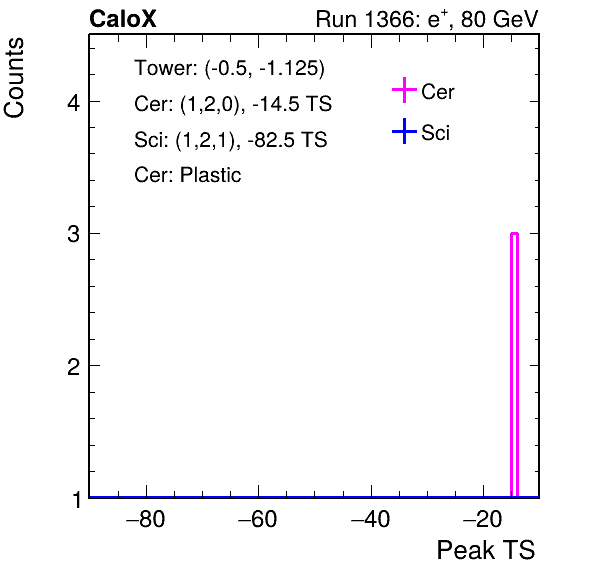 CaloX Run 1366: e+, 80 GeV
Counts
Tower: (-0.5, -1.125)
Cer: (1,2,0), -14.5 TS
Sci: (1,2,1), -82.5 TS
Cer: Plastic
Cer
Sci
4
3
2
1
−80 −60 −40 −20
Peak TS